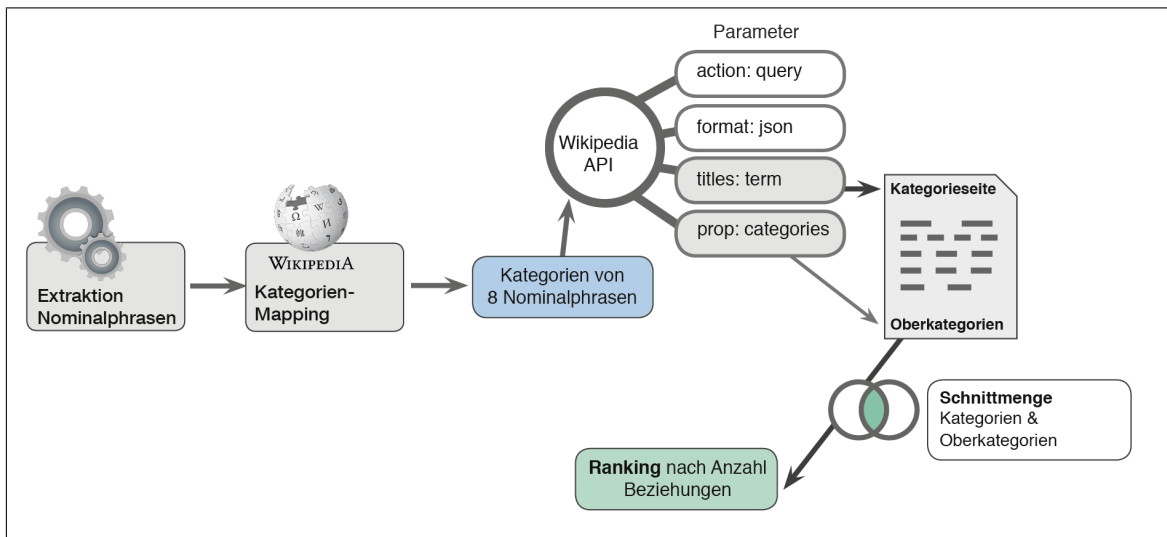 Parameter
action: query
format: json
titles: term
prop: categories
Wikipedia
API
Kategorieseite
Oberkategorien
Extraktion
Nominalphrasen
WIKIPEDIA
Kategorien-
Mapping
Kategorien von
8 Nominalphrasen
Schnittmenge
Kategorien &
Oberkategorien
Ranking nach Anzahl
Beziehungen